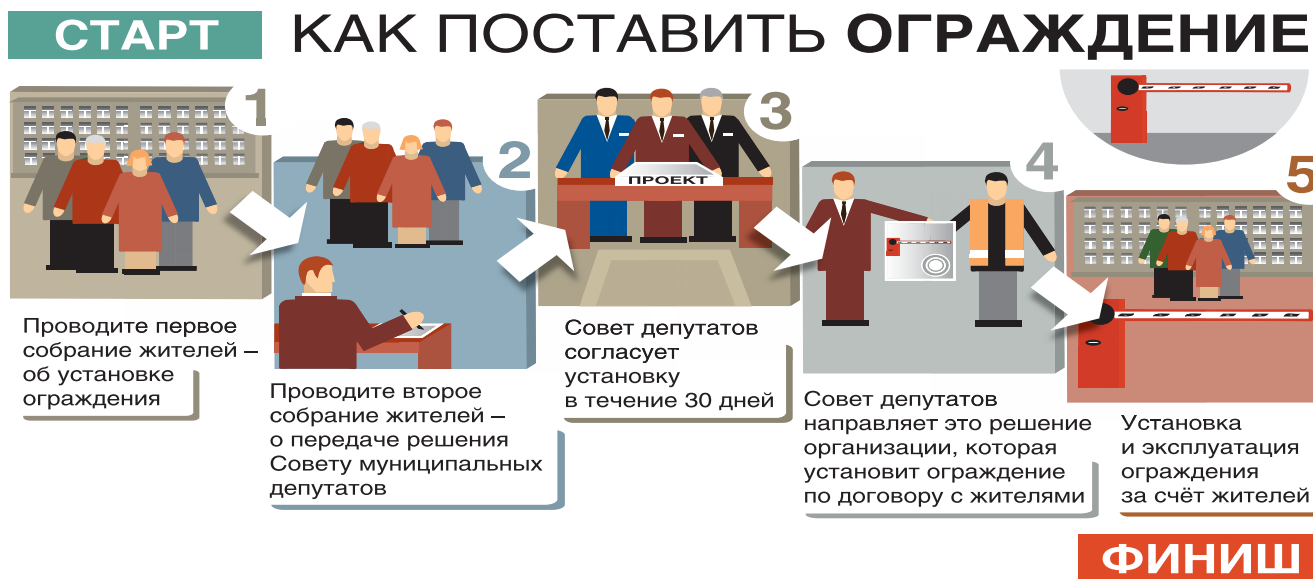 СТАРТ
КАК ПОСТАВИТЬ ОГРАЖДЕНИЕ
1
Проводите первое
собрание жителей –
об установке
ограждения
2
Проводите второе
собрание жителей –
о передаче решения
Совету муниципальных
депутатов
3
ПРОЕКТ
Совет депутатов
согласует
установку
в течение 30 дней
4
Совет депутатов
направляет это решение
организации, которая
установит ограждение
по договору с жителями
5
Установка
и эксплуатация
ограждения
за счёт жителей
ФИНИШ